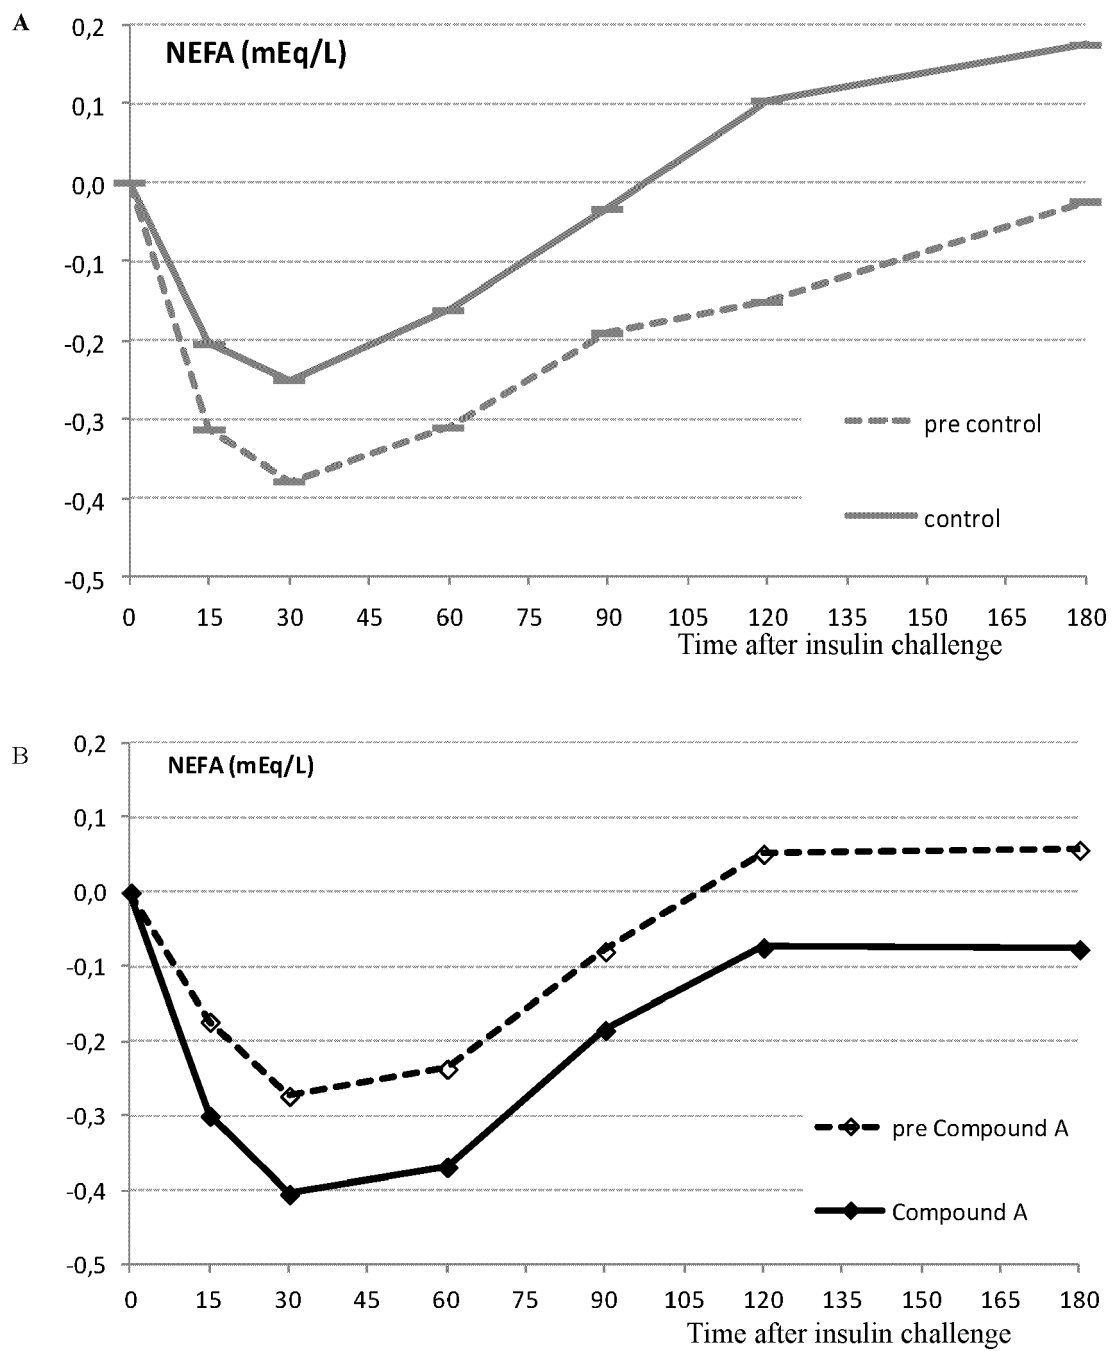 A
NEFA (mEq/L)
0,2
0,1
0,0
-0,1
-0,2
-0,3
-0,4
-0,5
pre control
control
0 15 30 45 60 75 90 105 120 135 150 165 180
Time after insulin challenge
B
NEFA (mEq/L)
0,2
0,1
0,0
-0,1
-0,2
-0,3
-0,4
-0,5
pre Compound A
Compound A
0 15 30 45 60 75 90 105 120 135 150 165 180
Time after insulin challenge